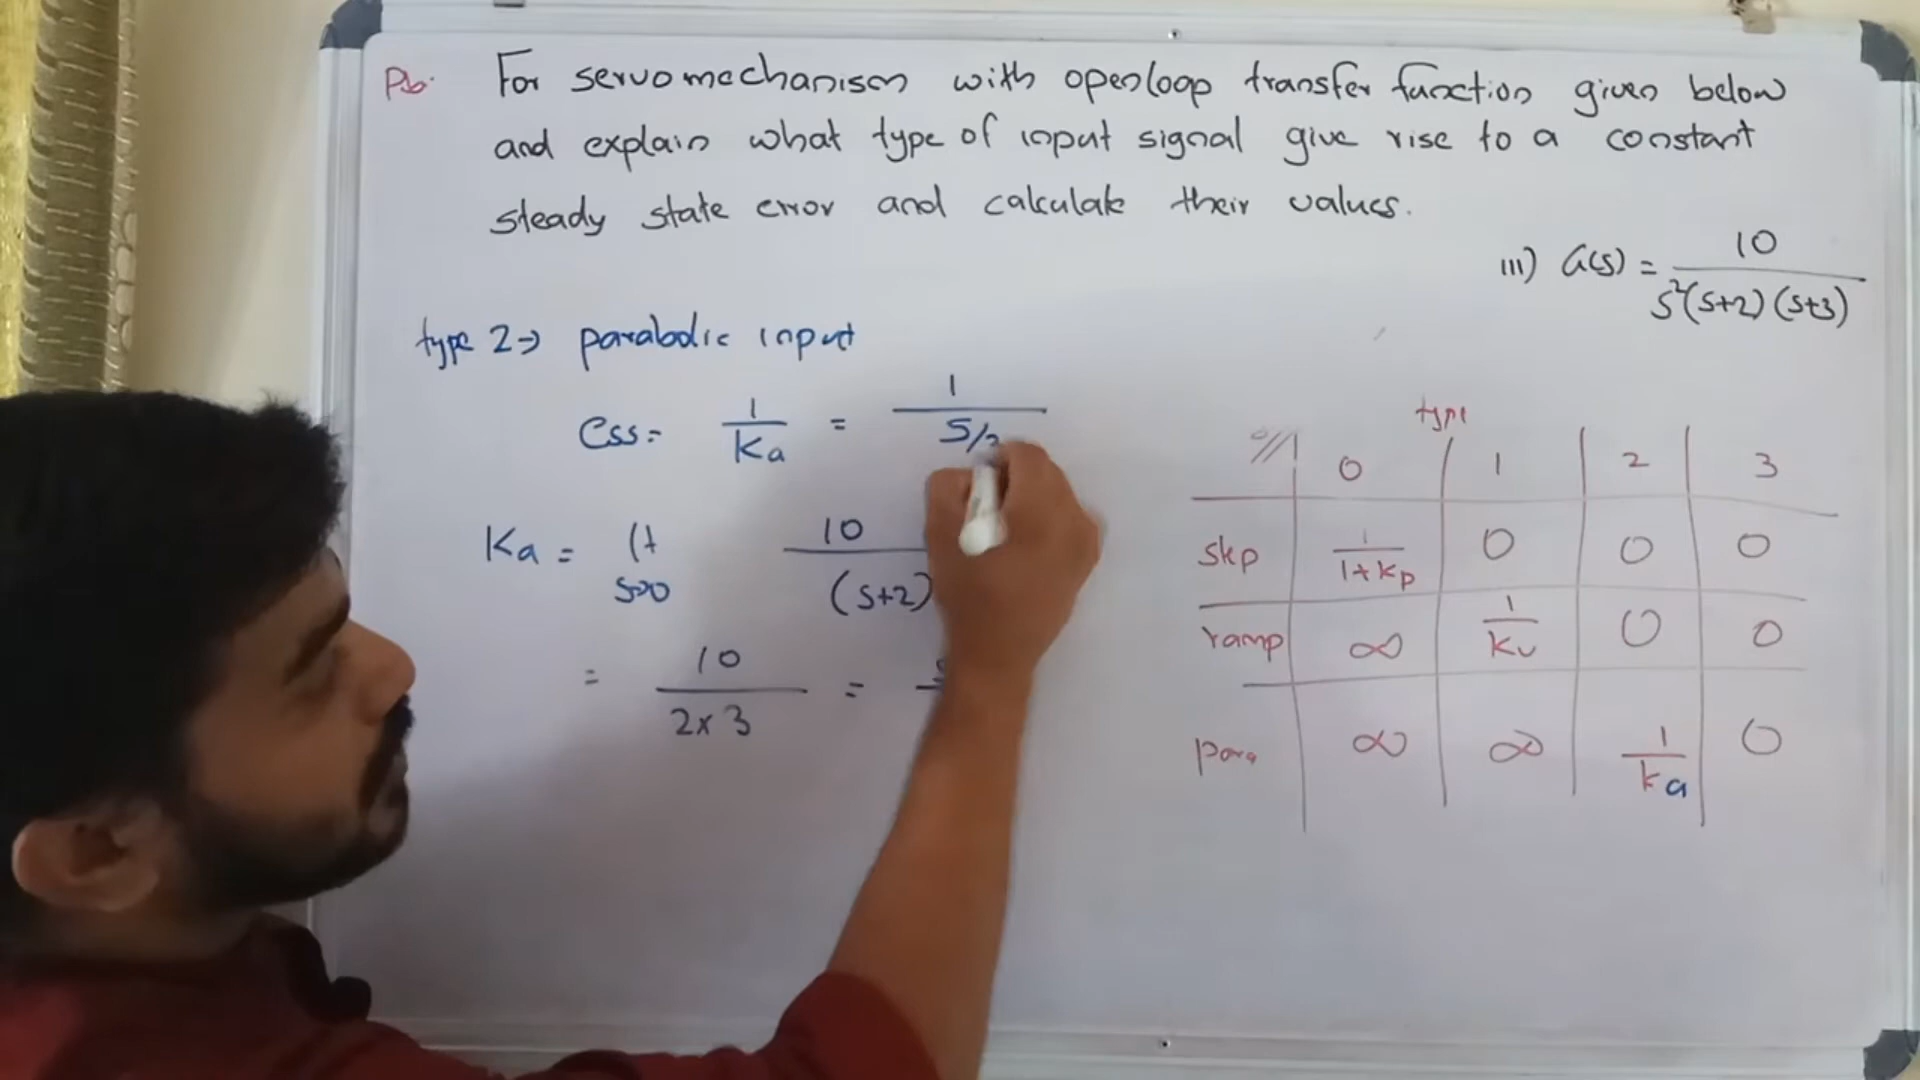 Pb. For servomechanism with openloop transfer function given below
and explain what type of input signal give rise to a constant
steady state error and calculate their values.
III) G(s) = 10 / s²(s+2)(s+3)
type 2→ parabolic input
ess = 1/Ka = 1 / 5/
Ka = lt s→0 10 / (s+2)
= 10 / 2x3 =
type
0 1 2 3
step 1/1+Kp 0 0 0
ramp ∞ 1/Kv 0 0
para ∞ ∞ 1/Ka 0